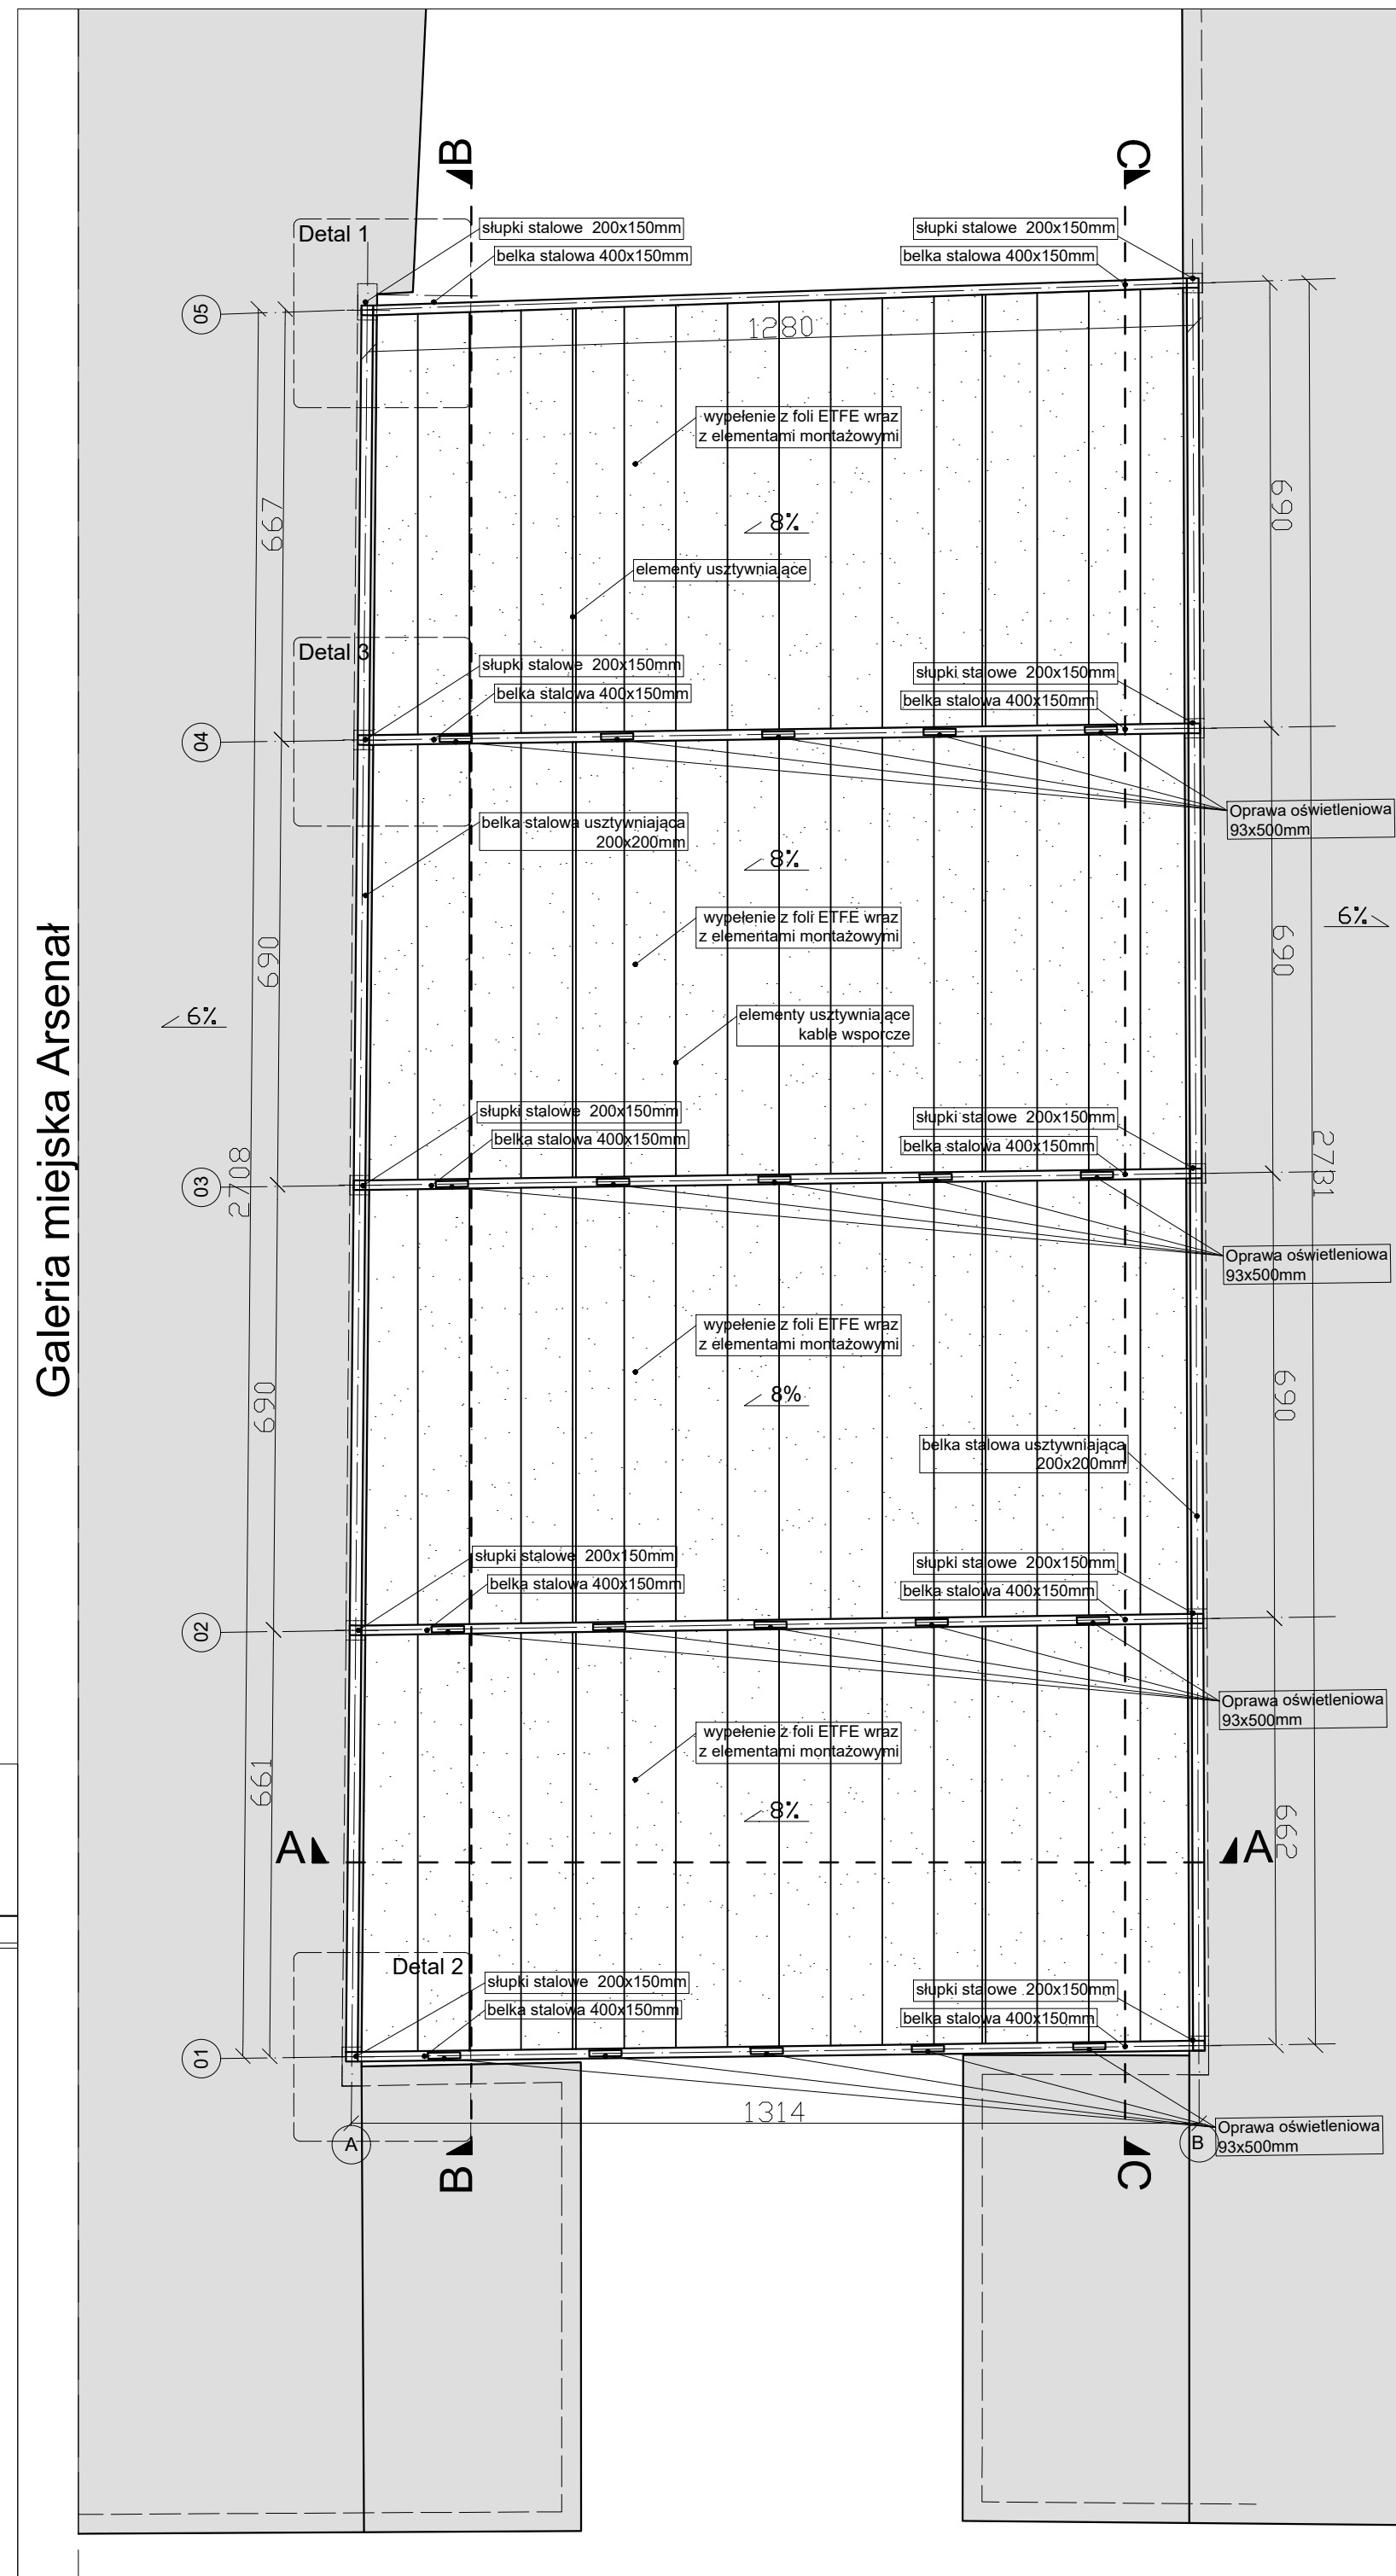 B
C
Detal 1
słupki stalowe 200x150mm
belka stalowa 400x150mm
słupki stalowe 200x150mm
belka stalowa 400x150mm
05
1280
wypełenie z foli ETFE wraz
z elementami montażowymi
667
690
8%
elementy usztywniające
Detal 3
słupki stalowe 200x150mm
belka stalowa 400x150mm
słupki stalowe 200x150mm
belka stalowa 400x150mm
04
Oprawa oświetleniowa
93x500mm
belka stalowa usztywniająca
200x200mm
8%
wypełenie z foli ETFE wraz
z elementami montażowymi
6%
690
690
Galeria miejska Arsenał
6%
elementy usztywniające
kable wsporcze
słupki stalowe 200x150mm
belka stalowa 400x150mm
słupki stalowe 200x150mm
belka stalowa 400x150mm
2708
2731
03
Oprawa oświetleniowa
93x500mm
wypełenie z foli ETFE wraz
z elementami montażowymi
690
690
8%
belka stalowa usztywniająca
200x200mm
słupki stalowe 200x150mm
belka stalowa 400x150mm
słupki stalowe 200x150mm
belka stalowa 400x150mm
02
Oprawa oświetleniowa
93x500mm
wypełenie z foli ETFE wraz
z elementami montażowymi
661
8%
662
A
A
Detal 2
słupki stalowe 200x150mm
belka stalowa 400x150mm
słupki stalowe 200x150mm
belka stalowa 400x150mm
01
1314
Oprawa oświetleniowa
93x500mm
A
B
B
C